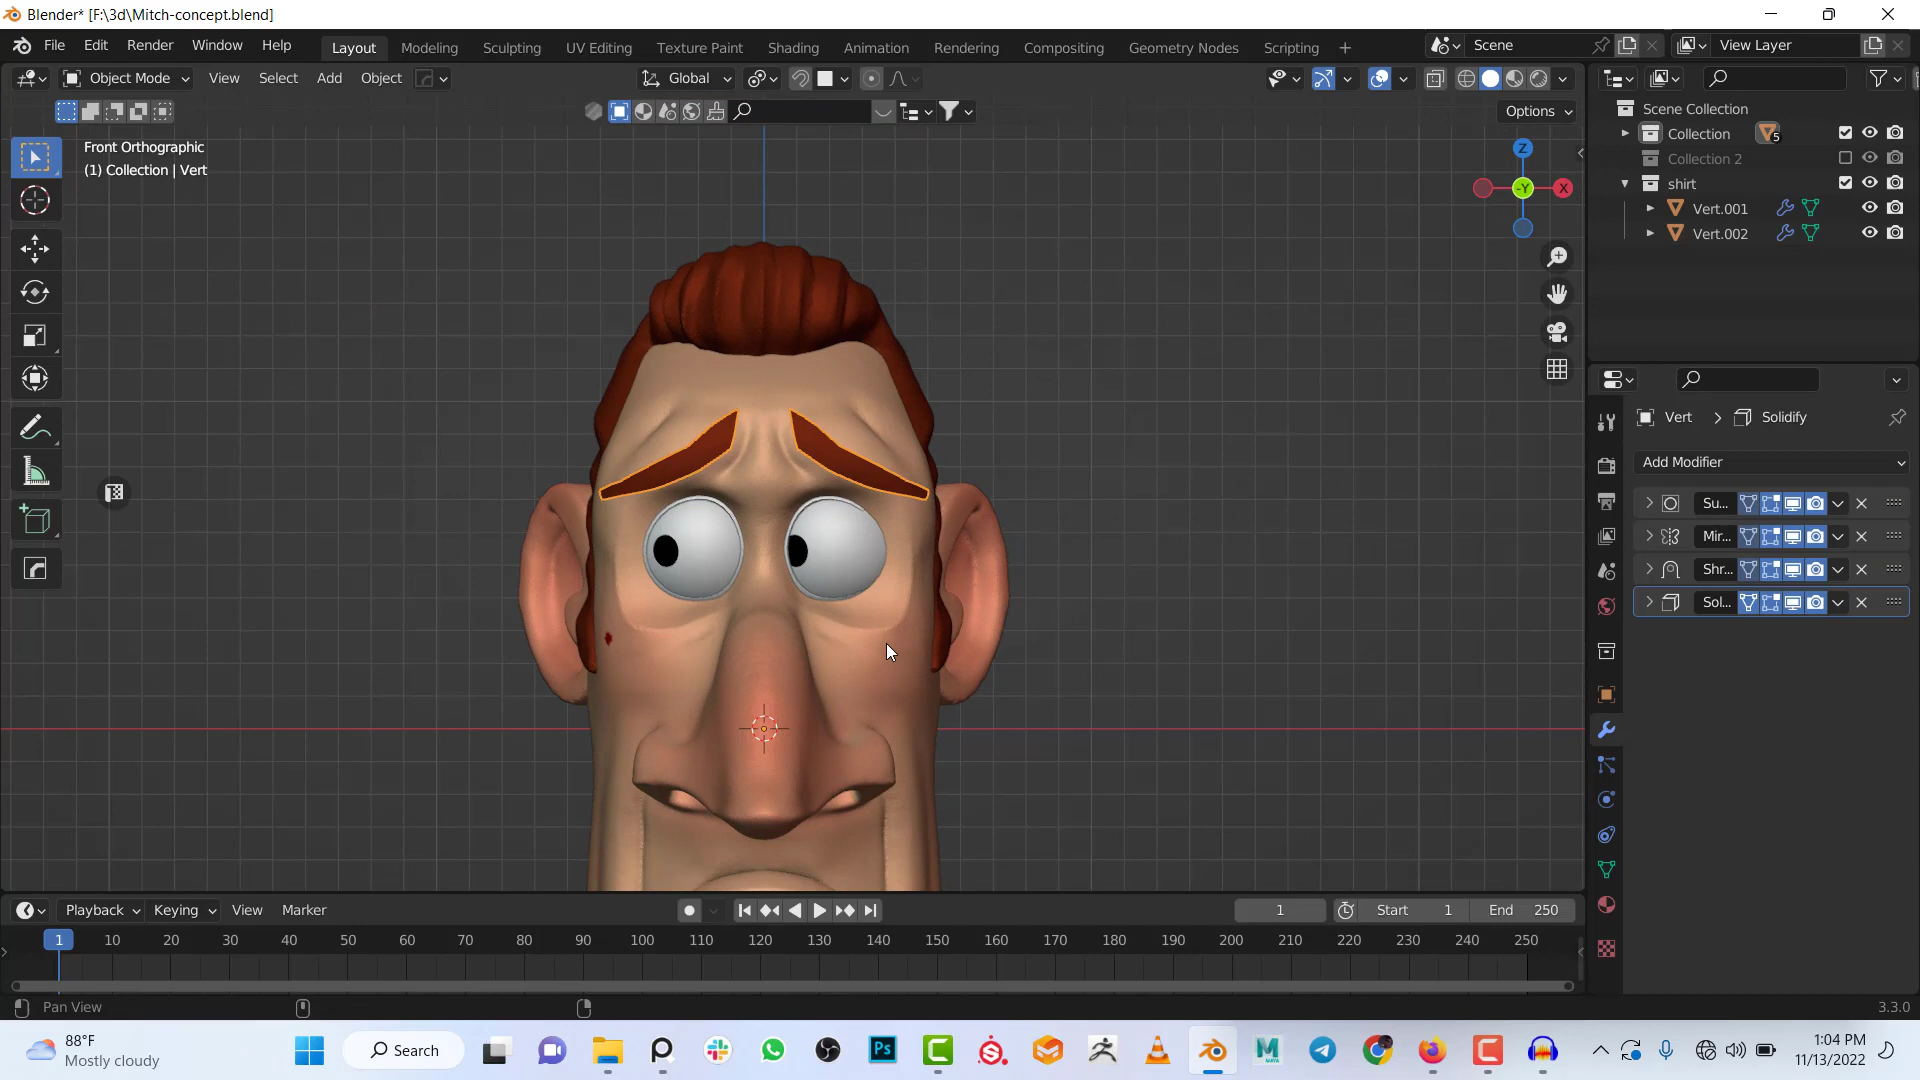 Blender* [F:\3d\Mitch-concept.blend]
File Edit Render Window Help Layout Modeling Sculpting UV Editing Texture Paint Shading Animation Rendering Compositing Geometry Nodes Scripting Scene View Layer
Object Mode View Select Add Object Global
Options
Front Orthographic
(1) Collection | Vert
Z
-Y
X
Scene Collection
Collection 5
Collection 2
shirt
Vert.001
Vert.002
Vert Solidify
Add Modifier
Su...
Mir...
Shr...
Sol...
Playback Keying View Marker 1 Start 1 End 250
1 10 20 30 40 50 60 70 80 90 100 110 120 130 140 150 160 170 180 190 200 210 220 230 240 250
Pan View 3.3.0
88°F
Mostly cloudy
Search
Ps
MAYA
1:04 PM
11/13/2022